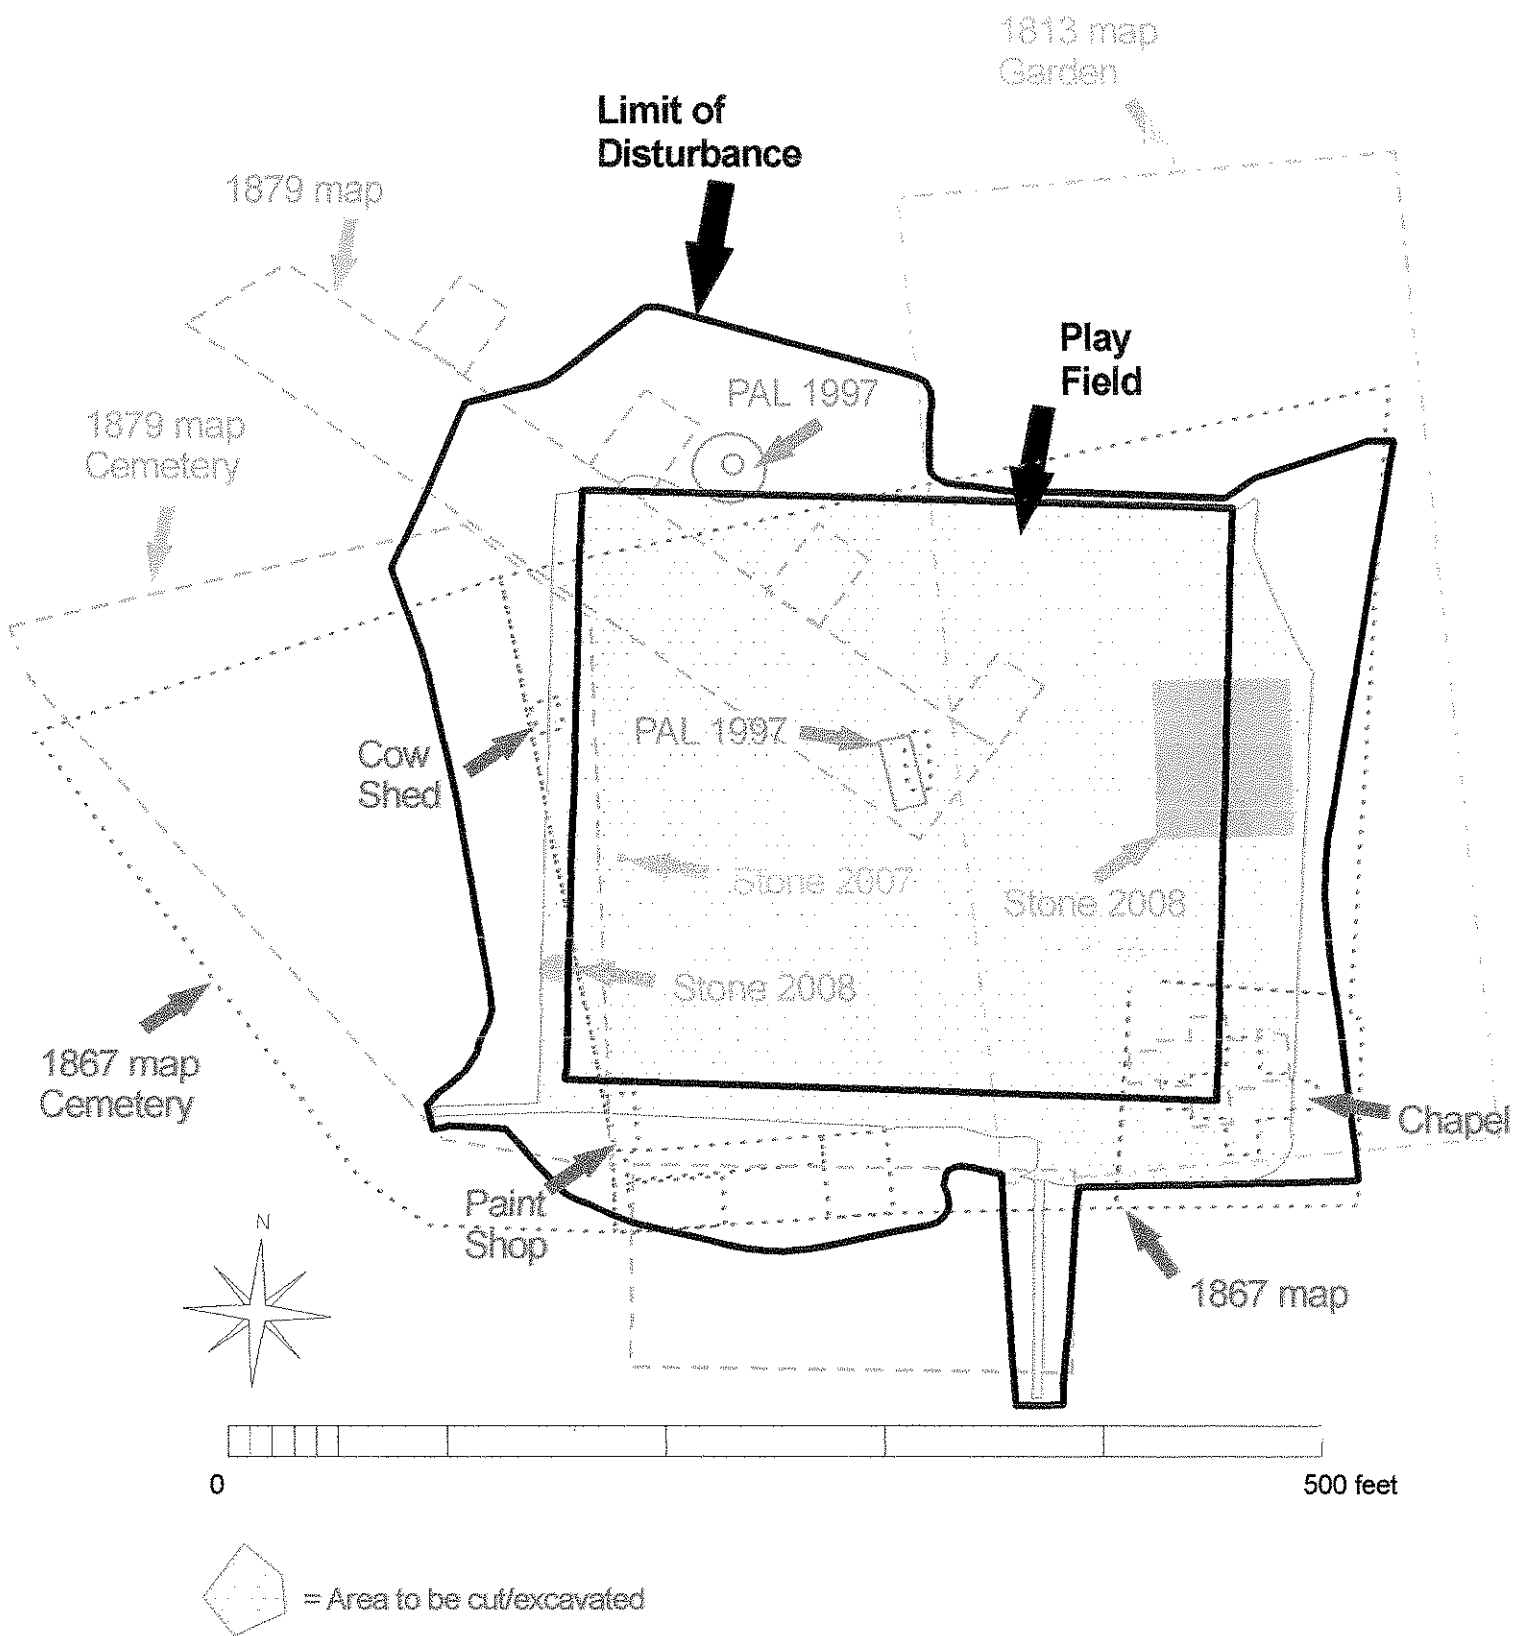 1813 map
Garden
Limit of
Disturbance
1879 map
Play
Field
PAL 1997
1879 map
Cemetery
PAL 1997
Cow
Shed
Stone 2007
Stone 2008
Stone 2008
1867 map
Cemetery
Chapel
Paint
Shop
N
1867 map
0
500 feet
= Area to be cut/excavated